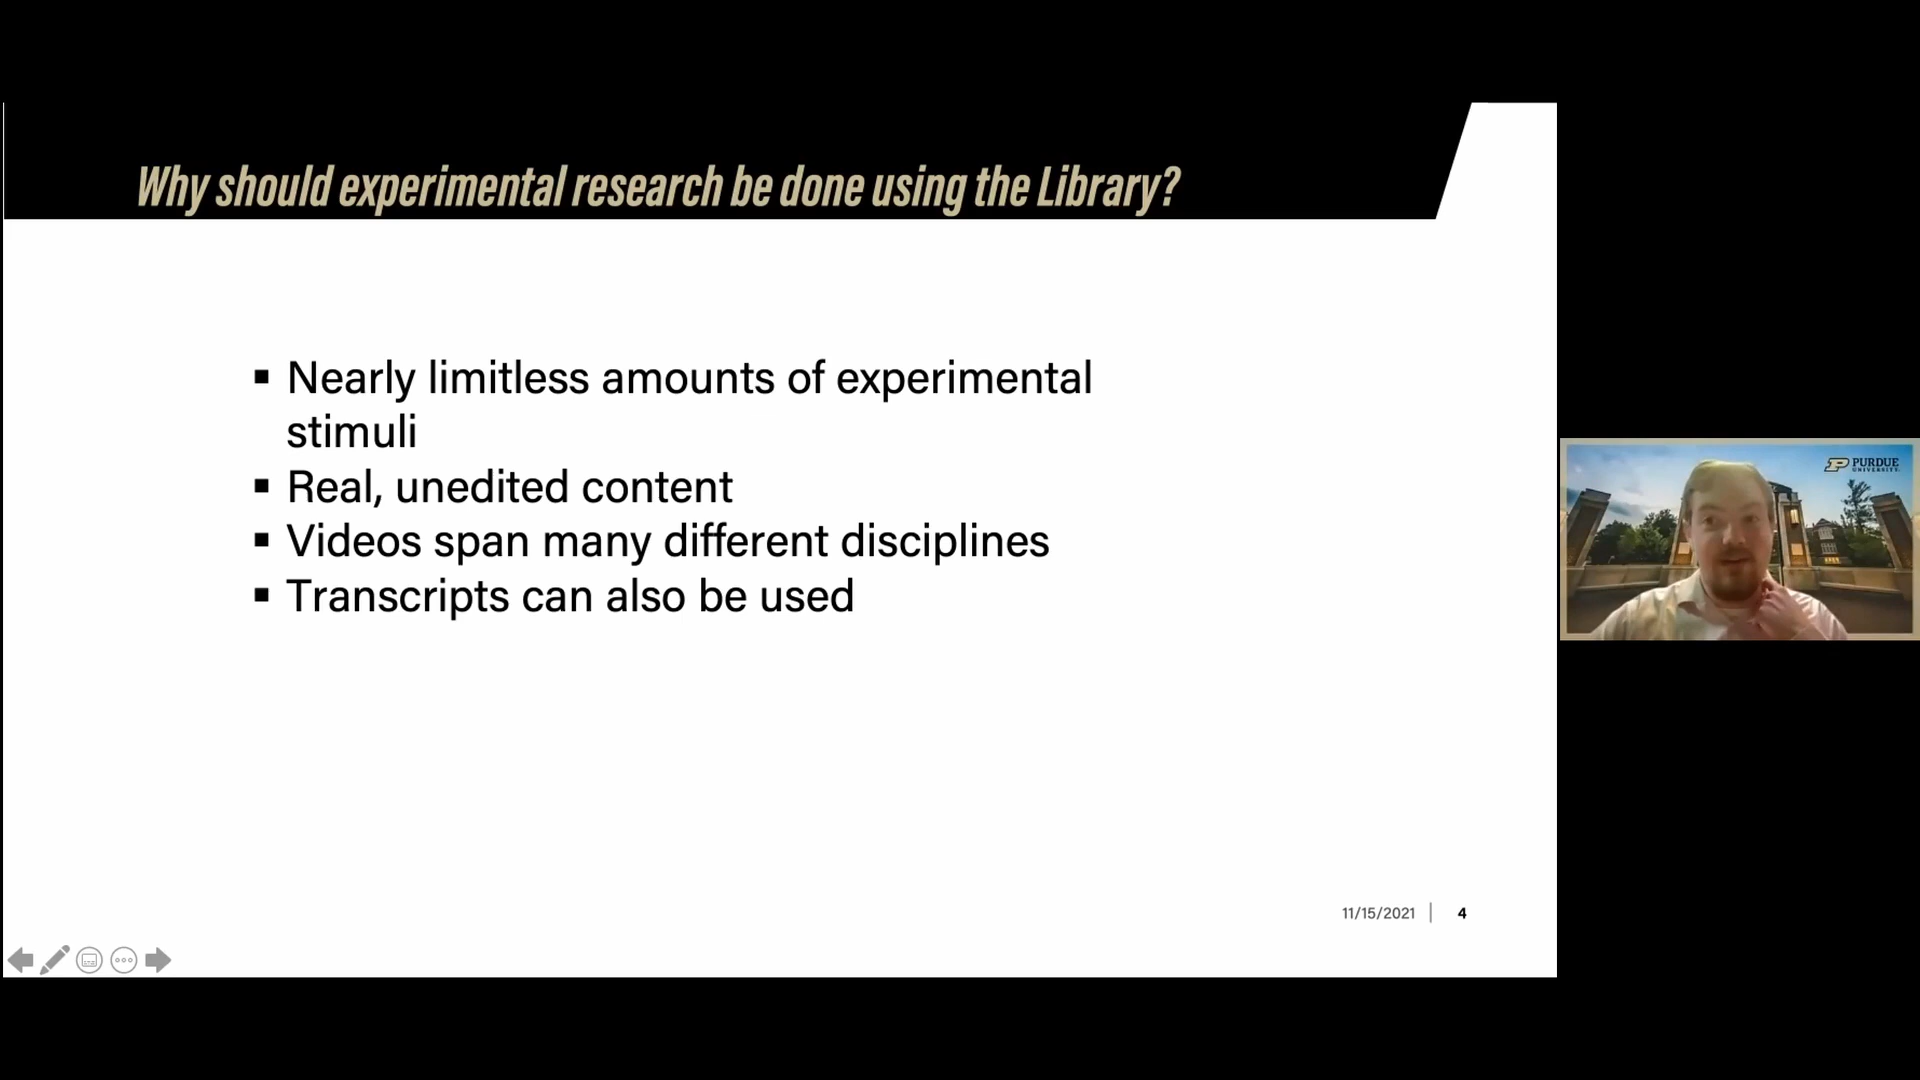 Why should experimental research be done using the Library?
▪ Nearly limitless amounts of experimental
stimuli
▪ Real, unedited content
▪ Videos span many different disciplines
▪ Transcripts can also be used
PURDUE
UNIVERSITY
11/15/2021 | 4